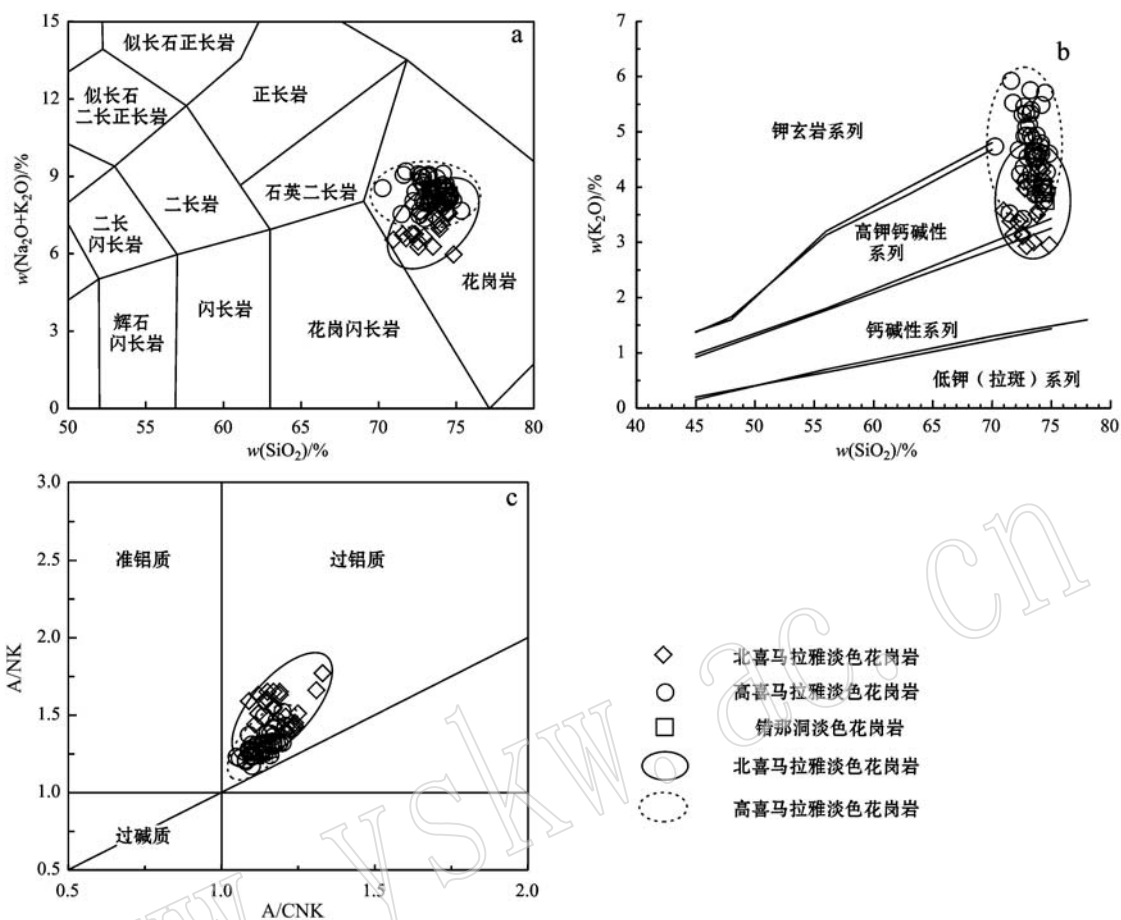 a
w(Na₂O+K₂O)/%
15
12
9
6
3
0
似长石正长岩
似长石
二长正长岩
正长岩
二长岩
石英二长岩
二长
闪长岩
辉石
闪长岩
闪长岩
花岗闪长岩
花岗岩
50 55 60 65 70 75 80
w(SiO₂)/%
b
w(K₂O)/%
7
6
5
4
3
2
1
0
钾玄岩系列
高钾钙碱性
系列
钙碱性系列
低钾（拉斑）系列
40 45 50 55 60 65 70 75 80
w(SiO₂)/%
c
A/NK
3.0
2.5
2.0
1.5
1.0
0.5
准铝质
过铝质
过碱质
0.5 1.0 1.5 2.0
A/CNK
北喜马拉雅淡色花岗岩
高喜马拉雅淡色花岗岩
错那洞淡色花岗岩
北喜马拉雅淡色花岗岩
高喜马拉雅淡色花岗岩
www.yskw.ac.cn